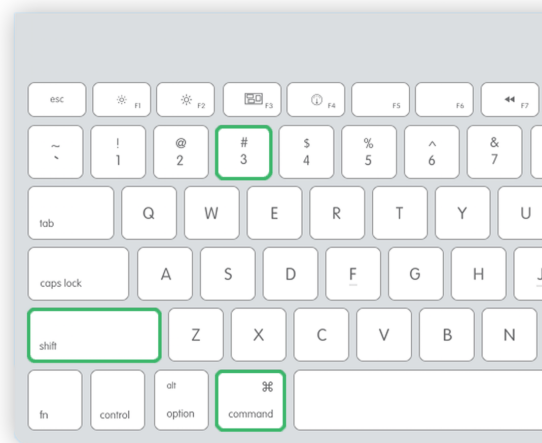 esc F1 F2 F3 F4 F5 F6 F7
~ ! @ # $ % ^ &
` 1 2 3 4 5 6 7
Q W E R T Y U
tab
A S D F G H J
caps lock
Z X C V B N
shift
alt ⌘
fn control option command